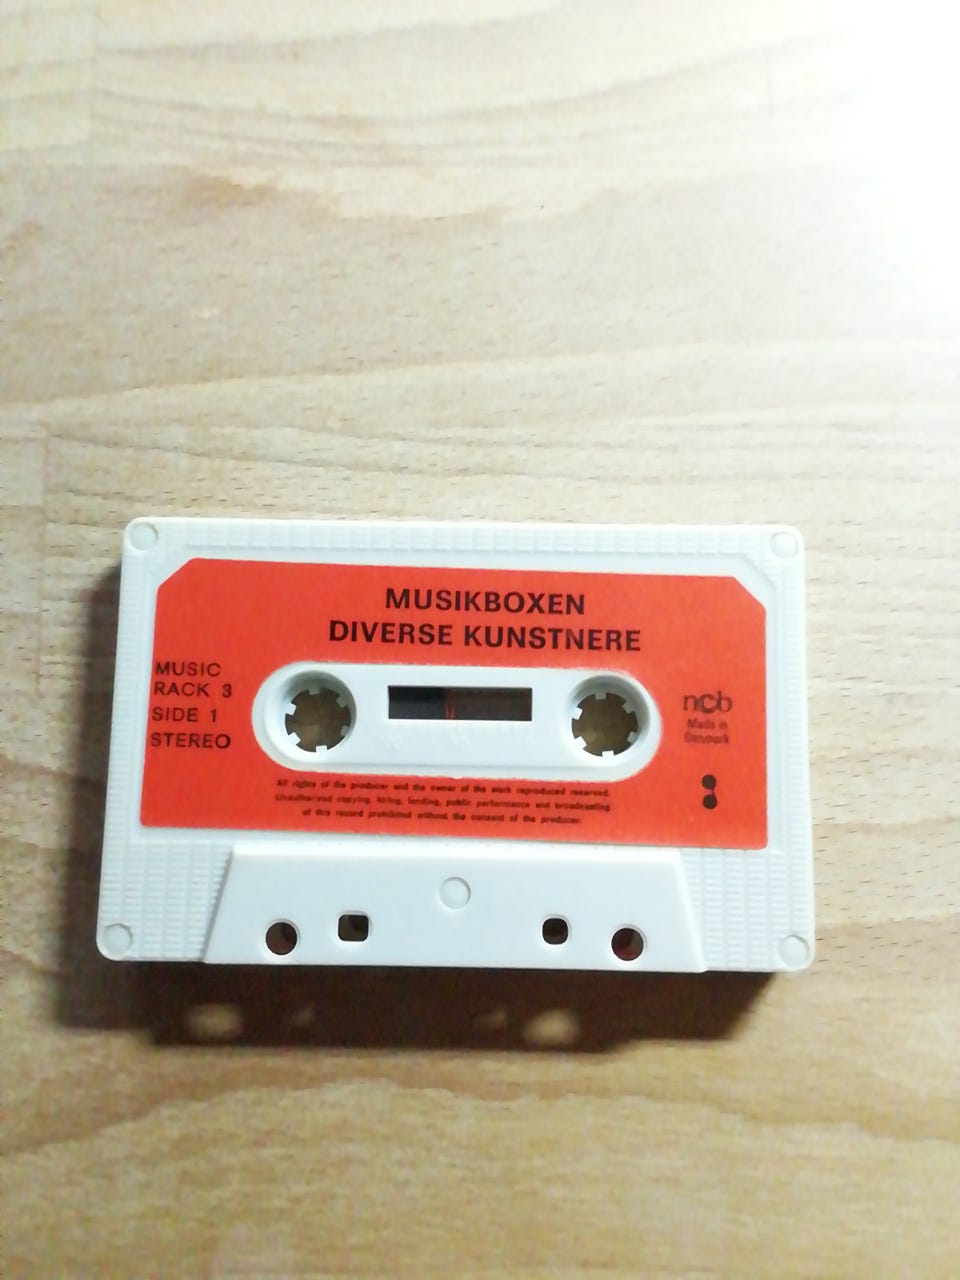 MUSIKBOXEN
DIVERSE KUNSTNERE
MUSIC
RACK 3
SIDE 1
STEREO
ncb
Made in
Denmark
All rights of the producer and the owner of the work reproduced reserved.
Unauthorized copying, hiring, lending, public performance and broadcasting
of this record prohibited without the consent of the producer.